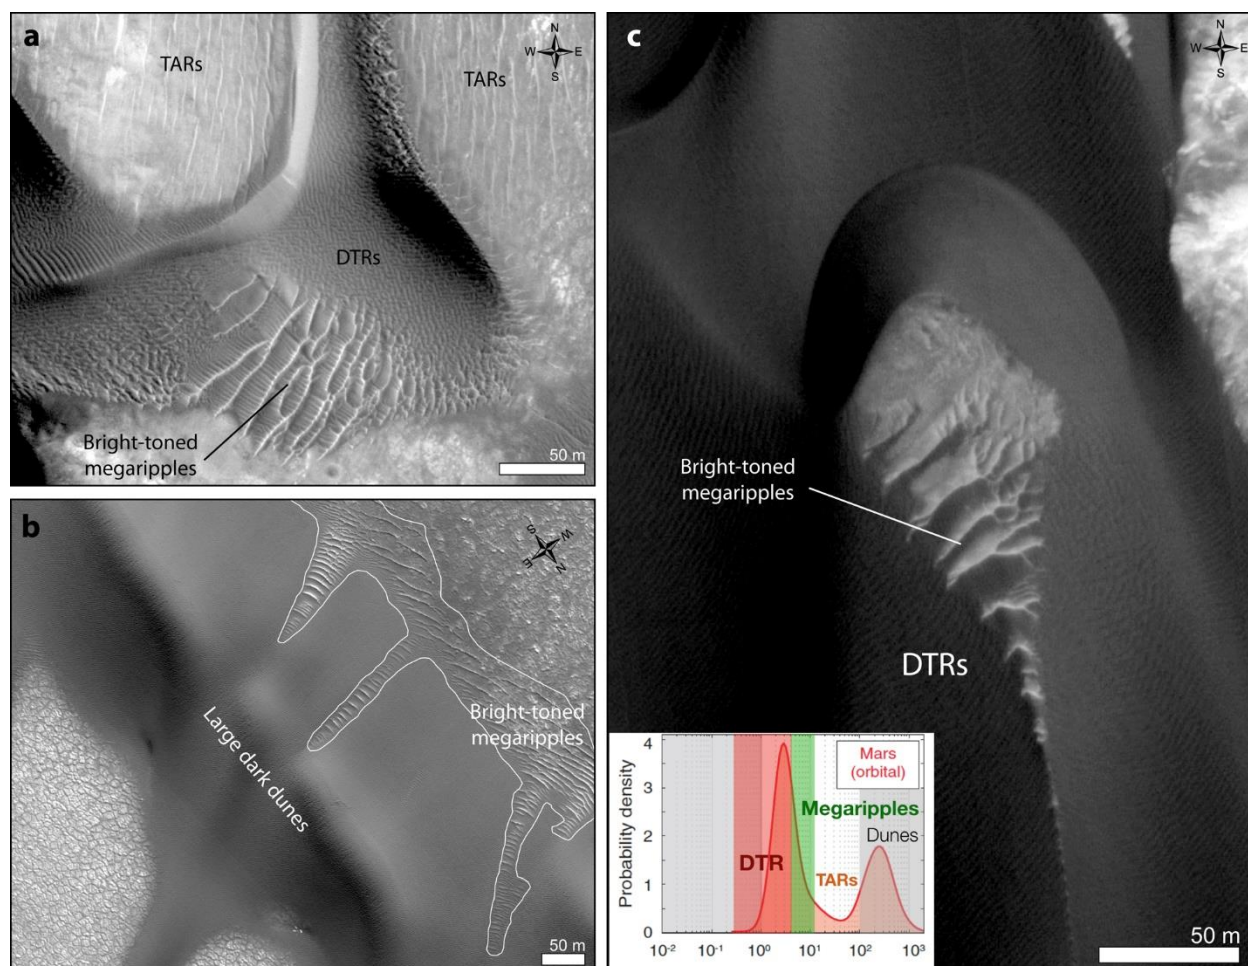 a
TARs
TARs
N
W E
S
DTRs
Bright-toned
megaripples
50 m
b
S W
E N
Large dark dunes
Bright-toned
megaripples
50 m
c
N
W E
S
Bright-toned
megaripples
DTRs
50 m
4
3
2
1
0
Probability density
Mars
(orbital)
Megaripples
Dunes
DTR
TARs
10-2 10-1 100 101 102 103